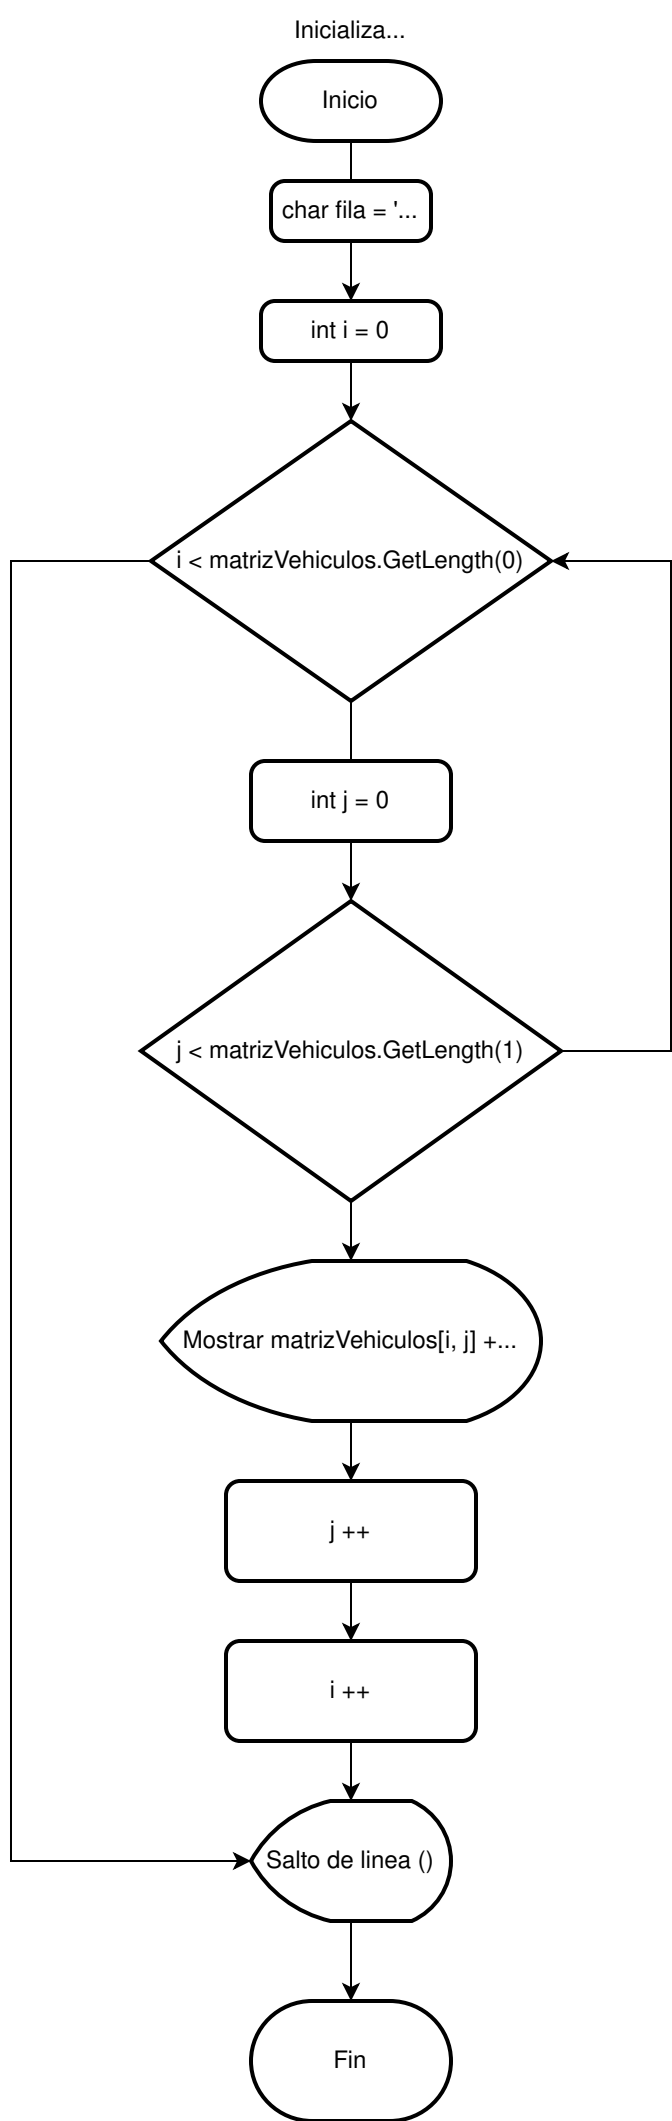 Inicializa...
Inicio
char fila = '...
int i = 0
i < matrizVehiculos.GetLength(0)
int j = 0
j < matrizVehiculos.GetLength(1)
Mostrar matrizVehiculos[i, j] +...
j ++
i ++
Salto de linea ()
Fin